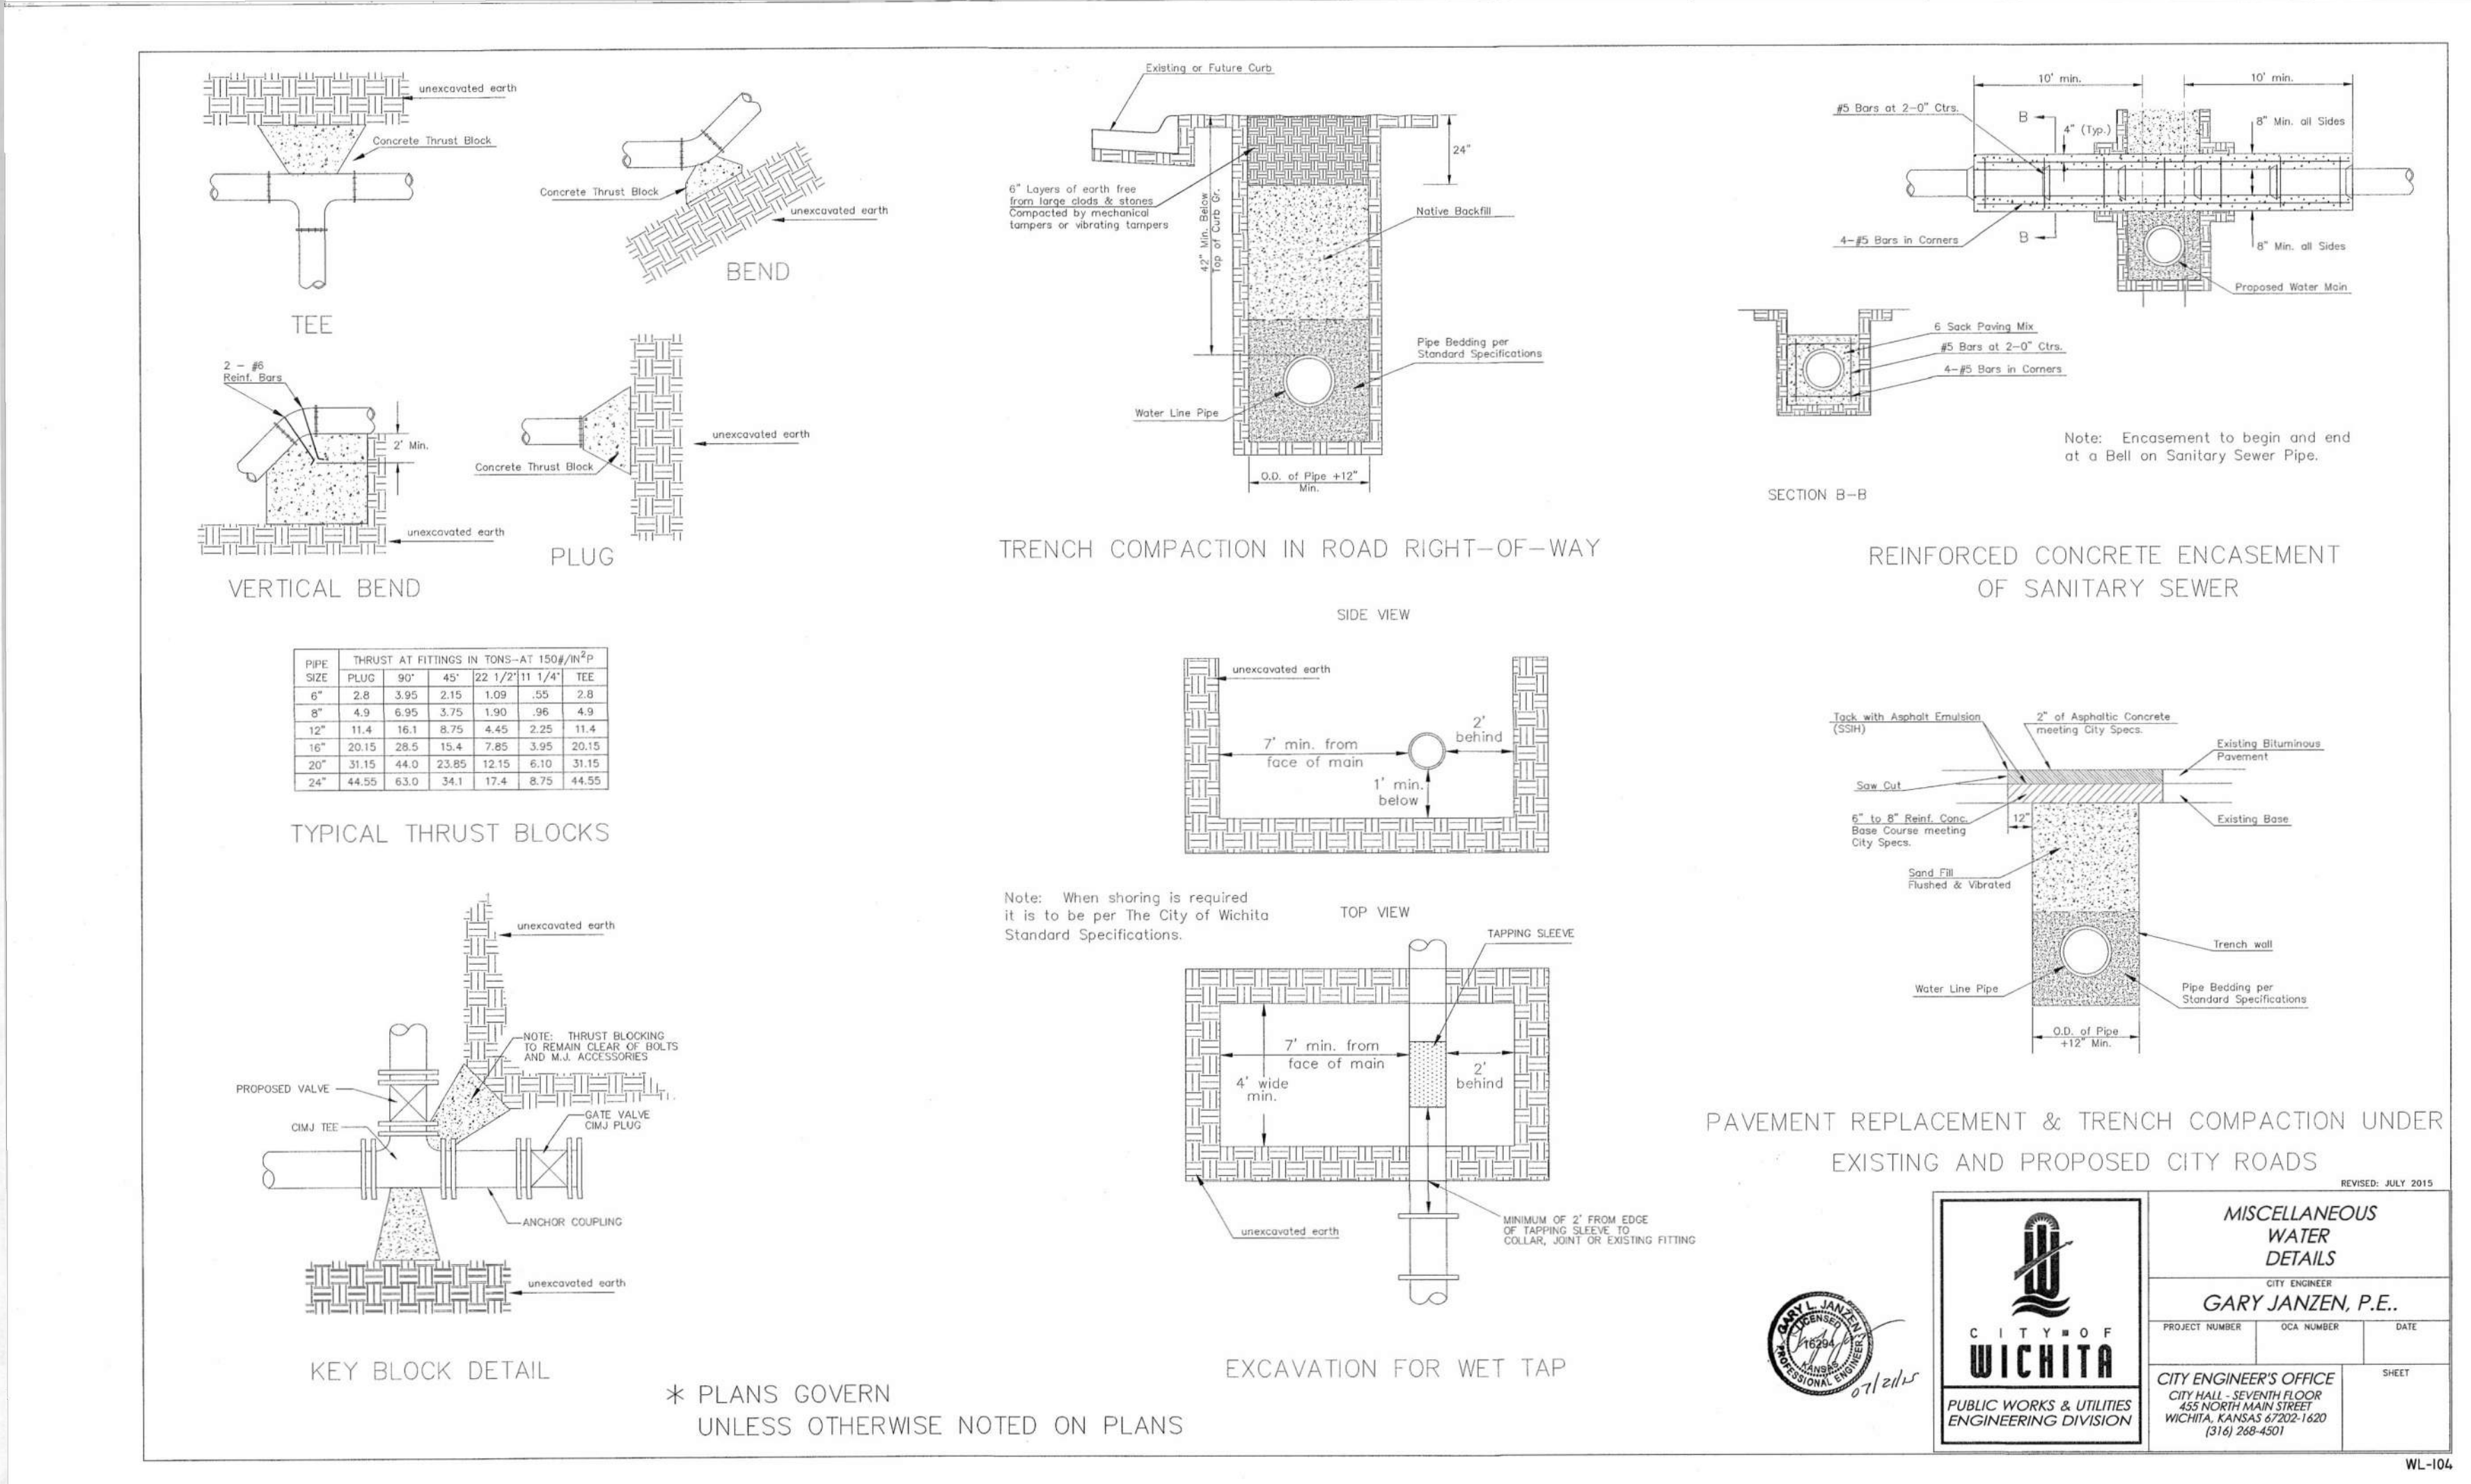 unexcavated earth
Concrete Thrust Block
TEE
Concrete Thrust Block
unexcavated earth
BEND
2 - #6
Reinf. Bars
2' Min.
unexcavated earth
VERTICAL BEND
Concrete Thrust Block
unexcavated earth
PLUG
PIPE SIZE THRUST AT FITTINGS IN TONS-AT 150#/IN²P
PLUG 90° 45° 22 1/2° 11 1/4° TEE
6" 2.8 3.95 2.15 1.09 .55 2.8
8" 4.9 6.95 3.75 1.90 .96 4.9
12" 11.4 16.1 8.75 4.45 2.25 11.4
16" 20.15 28.5 15.4 7.85 3.95 20.15
20" 31.15 44.0 23.85 12.15 6.10 31.15
24" 44.55 63.0 34.1 17.4 8.75 44.55
TYPICAL THRUST BLOCKS
unexcavated earth
NOTE: THRUST BLOCKING
TO REMAIN CLEAR OF BOLTS
AND M.J. ACCESSORIES
PROPOSED VALVE
CIMJ TEE
GATE VALVE
CIMJ PLUG
ANCHOR COUPLING
unexcavated earth
KEY BLOCK DETAIL
* PLANS GOVERN
UNLESS OTHERWISE NOTED ON PLANS
Existing or Future Curb
24"
6" Layers of earth free
from large clods & stones
Compacted by mechanical
tampers or vibrating tampers
42" Min. Below
Top of Curb Gr.
Native Backfill
Pipe Bedding per
Standard Specifications
Water Line Pipe
O.D. of Pipe +12"
Min.
TRENCH COMPACTION IN ROAD RIGHT-OF-WAY
SIDE VIEW
unexcavated earth
7' min. from
face of main
2'
behind
1' min.
below
Note: When shoring is required
it is to be per The City of Wichita
Standard Specifications.
TOP VIEW
TAPPING SLEEVE
7' min. from
face of main
4' wide
min.
2'
behind
unexcavated earth
MINIMUM OF 2' FROM EDGE
OF TAPPING SLEEVE TO
COLLAR, JOINT OR EXISTING FITTING
EXCAVATION FOR WET TAP
10' min.
10' min.
#5 Bars at 2-0" Ctrs.
B
4" (Typ.)
8" Min. all Sides
4-#5 Bars in Corners
B
8" Min. all Sides
Proposed Water Main
6 Sack Paving Mix
#5 Bars at 2-0" Ctrs.
4-#5 Bars in Corners
Note: Encasement to begin and end
at a Bell on Sanitary Sewer Pipe.
SECTION B-B
REINFORCED CONCRETE ENCASEMENT
OF SANITARY SEWER
Tack with Asphalt Emulsion
(SSIH)
2" of Asphaltic Concrete
meeting City Specs.
Existing Bituminous
Pavement
Saw Cut
6" to 8" Reinf. Conc.
Base Course meeting
City Specs.
12"
Existing Base
Sand Fill
Flushed & Vibrated
Trench wall
Water Line Pipe
Pipe Bedding per
Standard Specifications
O.D. of Pipe
+12" Min.
PAVEMENT REPLACEMENT & TRENCH COMPACTION UNDER
EXISTING AND PROPOSED CITY ROADS
REVISED: JULY 2015
GARY L. JANZEN
LICENSED
16294
KANSAS
PROFESSIONAL ENGINEER
07/21/15
CITY OF
WICHITA
PUBLIC WORKS & UTILITIES
ENGINEERING DIVISION
MISCELLANEOUS
WATER
DETAILS
CITY ENGINEER
GARY JANZEN, P.E..
PROJECT NUMBER
OCA NUMBER
DATE
CITY ENGINEER'S OFFICE
CITY HALL - SEVENTH FLOOR
455 NORTH MAIN STREET
WICHITA, KANSAS 67202-1620
(316) 268-4501
SHEET
WL-104